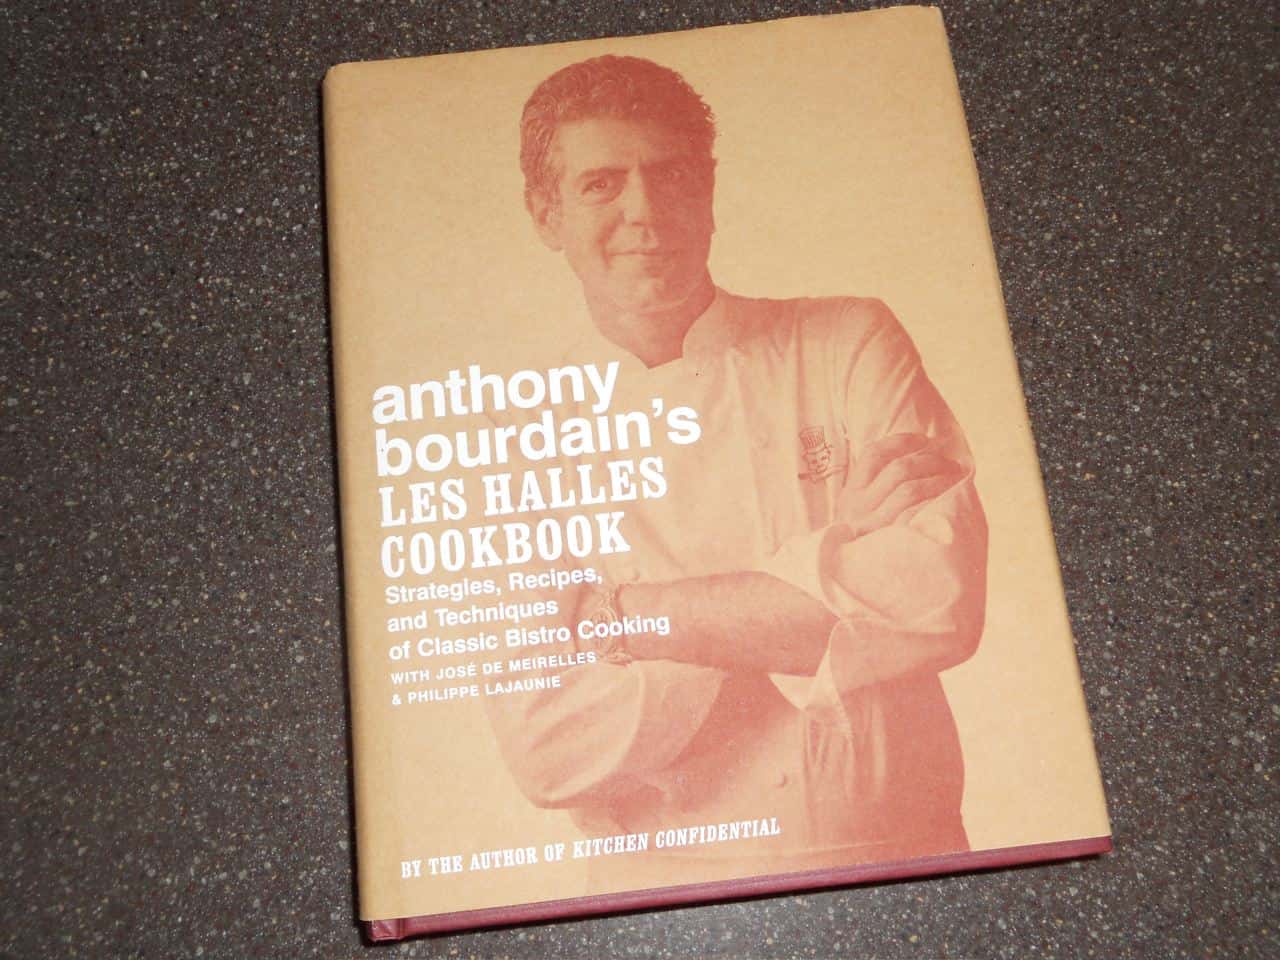 anthony
bourdain's
LES HALLES
COOKBOOK
Strategies, Recipes,
and Techniques
of Classic Bistro Cooking
WITH JOSÉ DE MEIRELLES
& PHILIPPE LAJAUNIE
BY THE AUTHOR OF KITCHEN CONFIDENTIAL